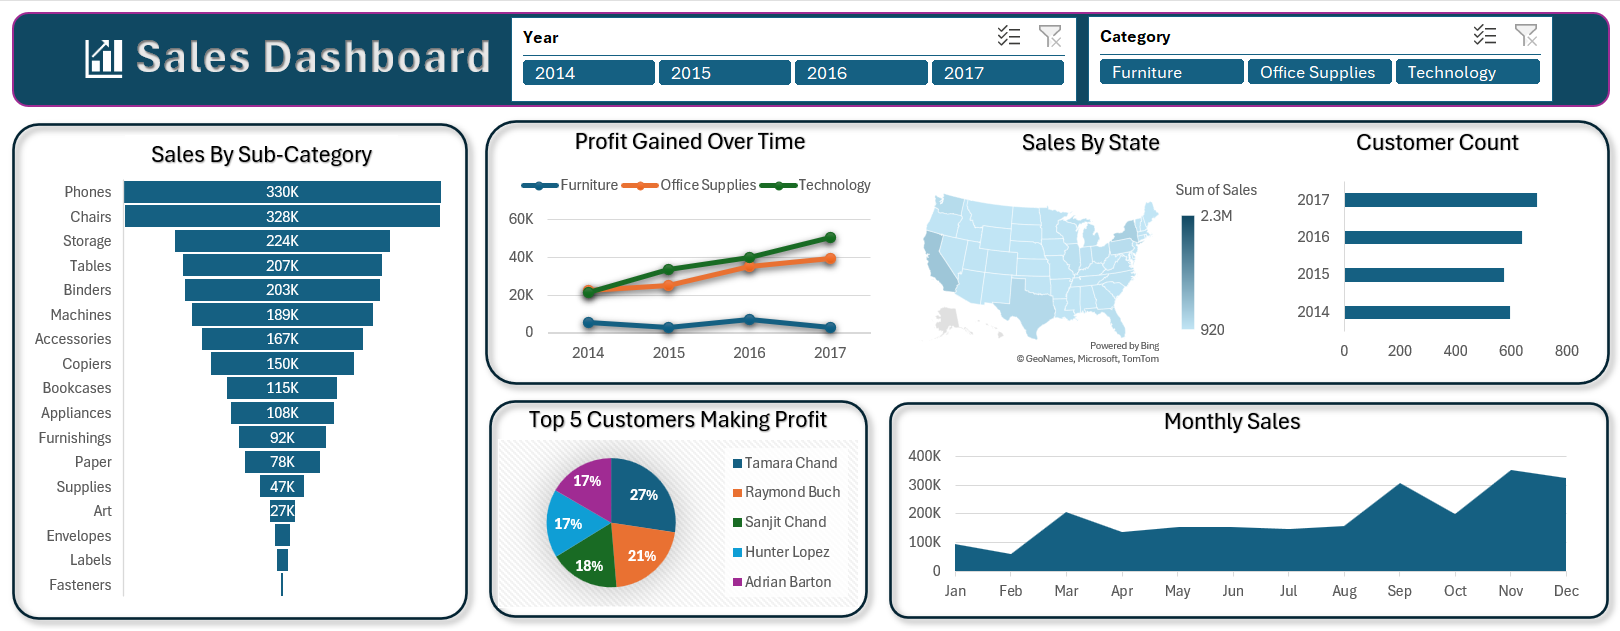 Sales Dashboard
Year
2014 2015 2016 2017
Category
Furniture Office Supplies Technology
Sales By Sub-Category
Phones 330K
Chairs 328K
Storage 224K
Tables 207K
Binders 203K
Machines 189K
Accessories 167K
Copiers 150K
Bookcases 115K
Appliances 108K
Furnishings 92K
Paper 78K
Supplies 47K
Art 27K
Envelopes
Labels
Fasteners
Profit Gained Over Time
Furniture Office Supplies Technology
60K
40K
20K
0
2014 2015 2016 2017
Sales By State
Sum of Sales
2.3M
920
Powered by Bing
© GeoNames, Microsoft, TomTom
Customer Count
2017
2016
2015
2014
0 200 400 600 800
Top 5 Customers Making Profit
27%
21%
18%
17%
17%
Tamara Chand
Raymond Buch
Sanjit Chand
Hunter Lopez
Adrian Barton
Monthly Sales
400K
300K
200K
100K
0
Jan Feb Mar Apr May Jun Jul Aug Sep Oct Nov Dec